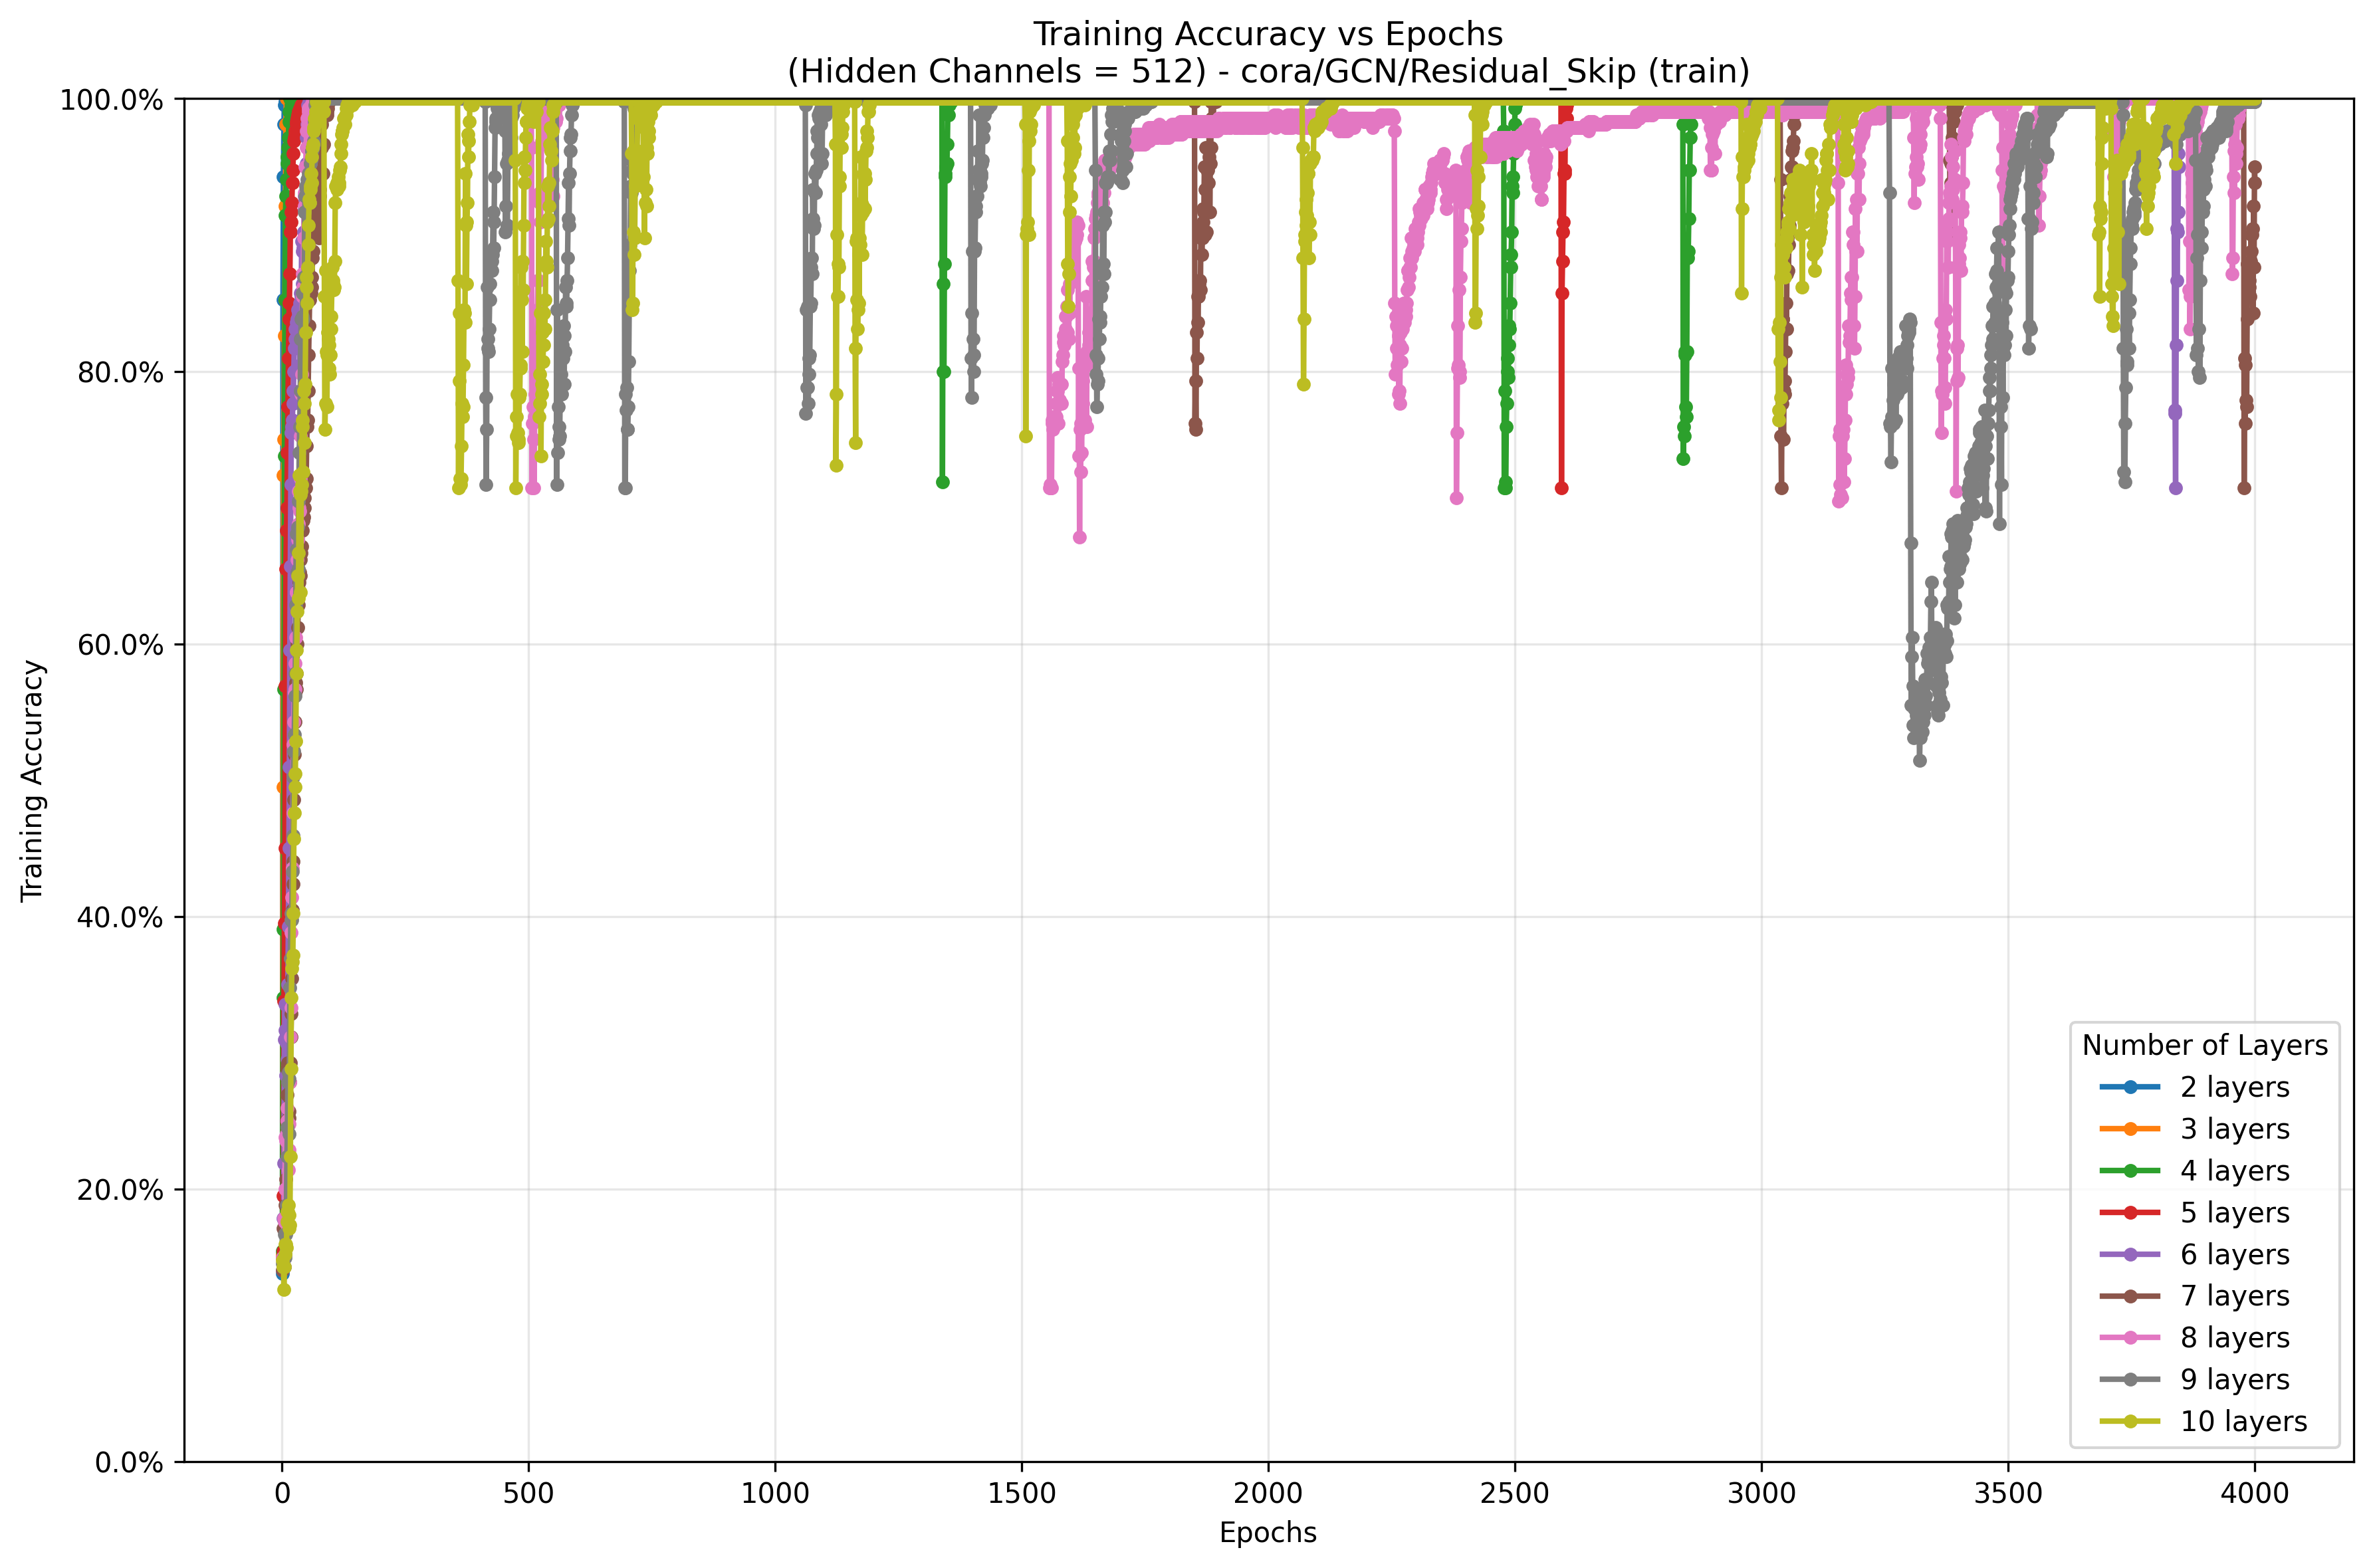 Training Accuracy vs Epochs
(Hidden Channels = 512) - cora/GCN/Residual_Skip (train)
100.0%
80.0%
60.0%
40.0%
20.0%
0.0%
Training Accuracy
0
500
1000
1500
2000
2500
3000
3500
4000
Epochs
Number of Layers
2 layers
3 layers
4 layers
5 layers
6 layers
7 layers
8 layers
9 layers
10 layers